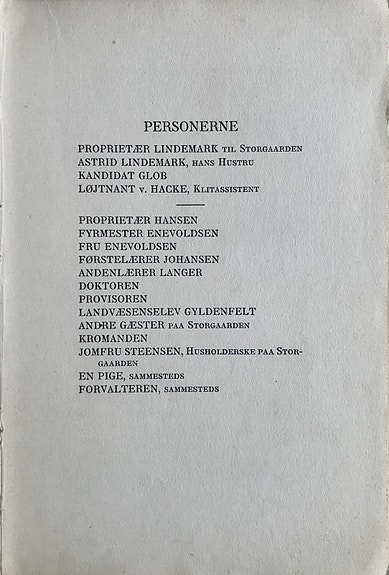 PERSONERNE
PROPRIETÆR LINDEMARK TIL STORGAARDEN
ASTRID LINDEMARK, HANS HUSTRU
KANDIDAT GLOB
LØJTNANT V. HACKE, KLITASSISTENT
PROPRIETÆR HANSEN
FYRMESTER ENEVOLDSEN
FRU ENEVOLDSEN
FØRSTELÆRER JOHANSEN
ANDENLÆRER LANGER
DOKTOREN
PROVISOREN
LANDVÆSENSELEV GYLDENFELT
ANDRE GÆSTER PAA STORGAARDEN
KROMANDEN
JOMFRU STEENSEN, HUSHOLDERSKE PAA STOR-
GAARDEN
EN PIGE, SAMMESTEDS
FORVALTEREN, SAMMESTEDS